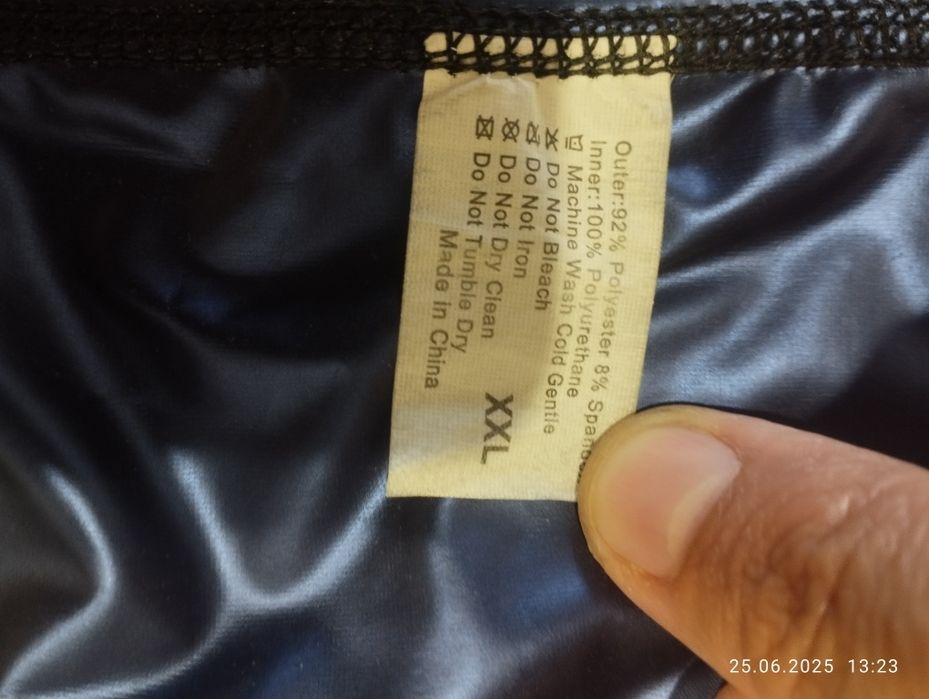 Outer:92% Polyester 8% Spandex
Inner:100% Polyurethane
Machine Wash Cold Gentle
Do Not Bleach
Do Not Iron
Do Not Dry Clean
Do Not Tumble Dry
Made in China
XXL
25.06.2025 13:23